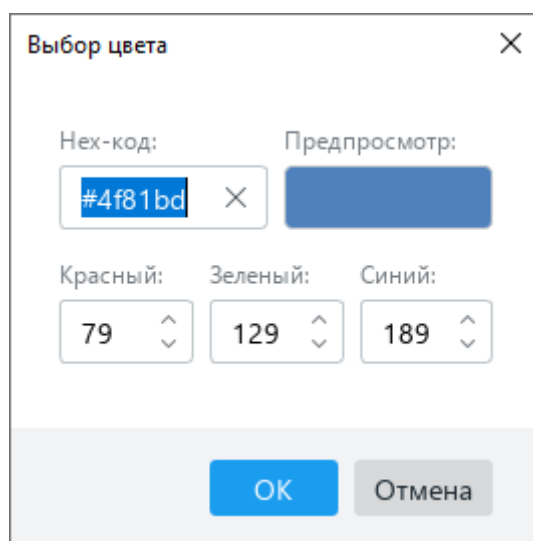 Выбор цвета
Hex-код:
Предпросмотр:
#4f81bd
Красный:
Зеленый:
Синий:
79
129
189
OK
Отмена